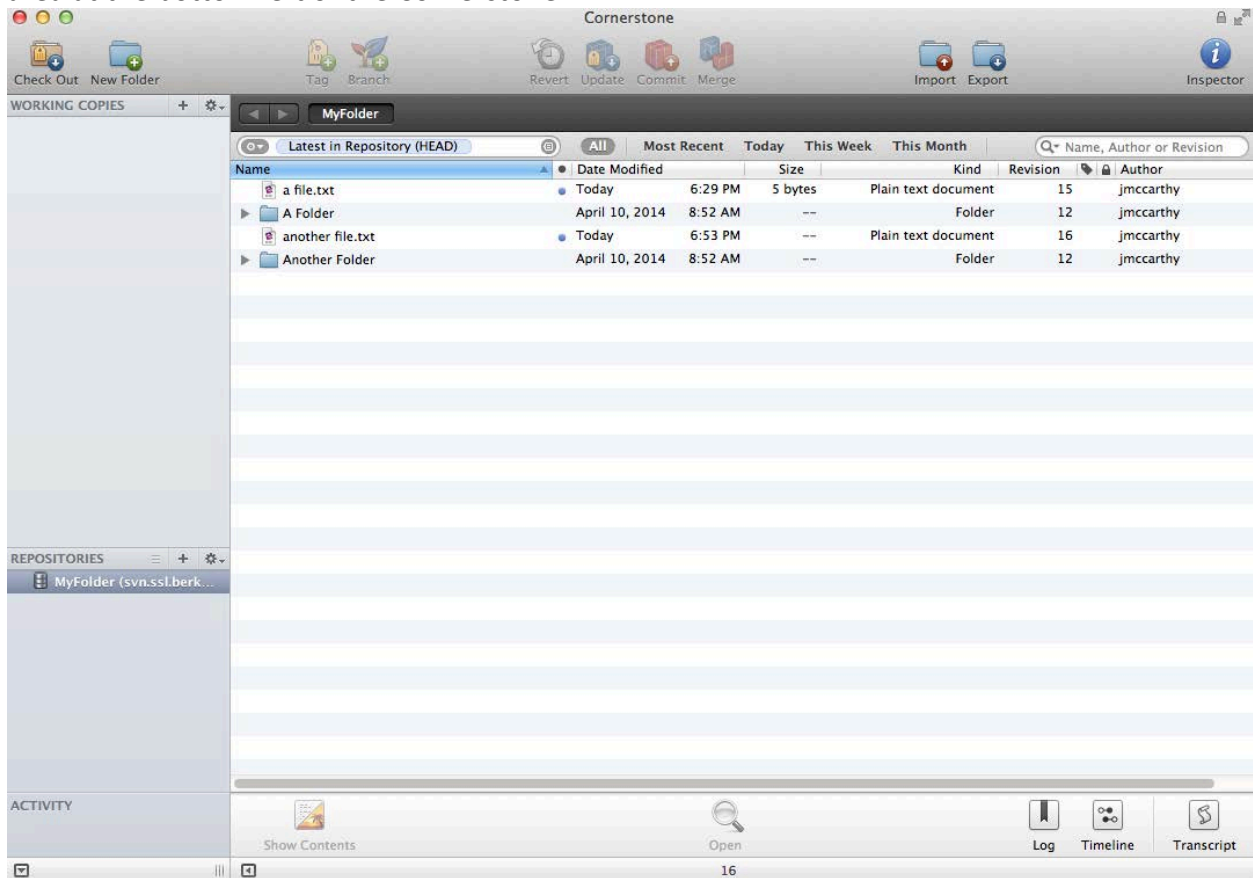 Cornerstone
Check Out New Folder Tag Branch Revert Update Commit Merge Import Export Inspector
WORKING COPIES
MyFolder
Latest in Repository (HEAD) All Most Recent Today This Week This Month Name, Author or Revision
Name Date Modified Size Kind Revision Author
a file.txt Today 6:29 PM 5 bytes Plain text document 15 jmccarthy
A Folder April 10, 2014 8:52 AM -- Folder 12 jmccarthy
another file.txt Today 6:53 PM -- Plain text document 16 jmccarthy
Another Folder April 10, 2014 8:52 AM -- Folder 12 jmccarthy
REPOSITORIES
MyFolder (svn.ssl.berk...
ACTIVITY
Show Contents Open Log Timeline Transcript
16